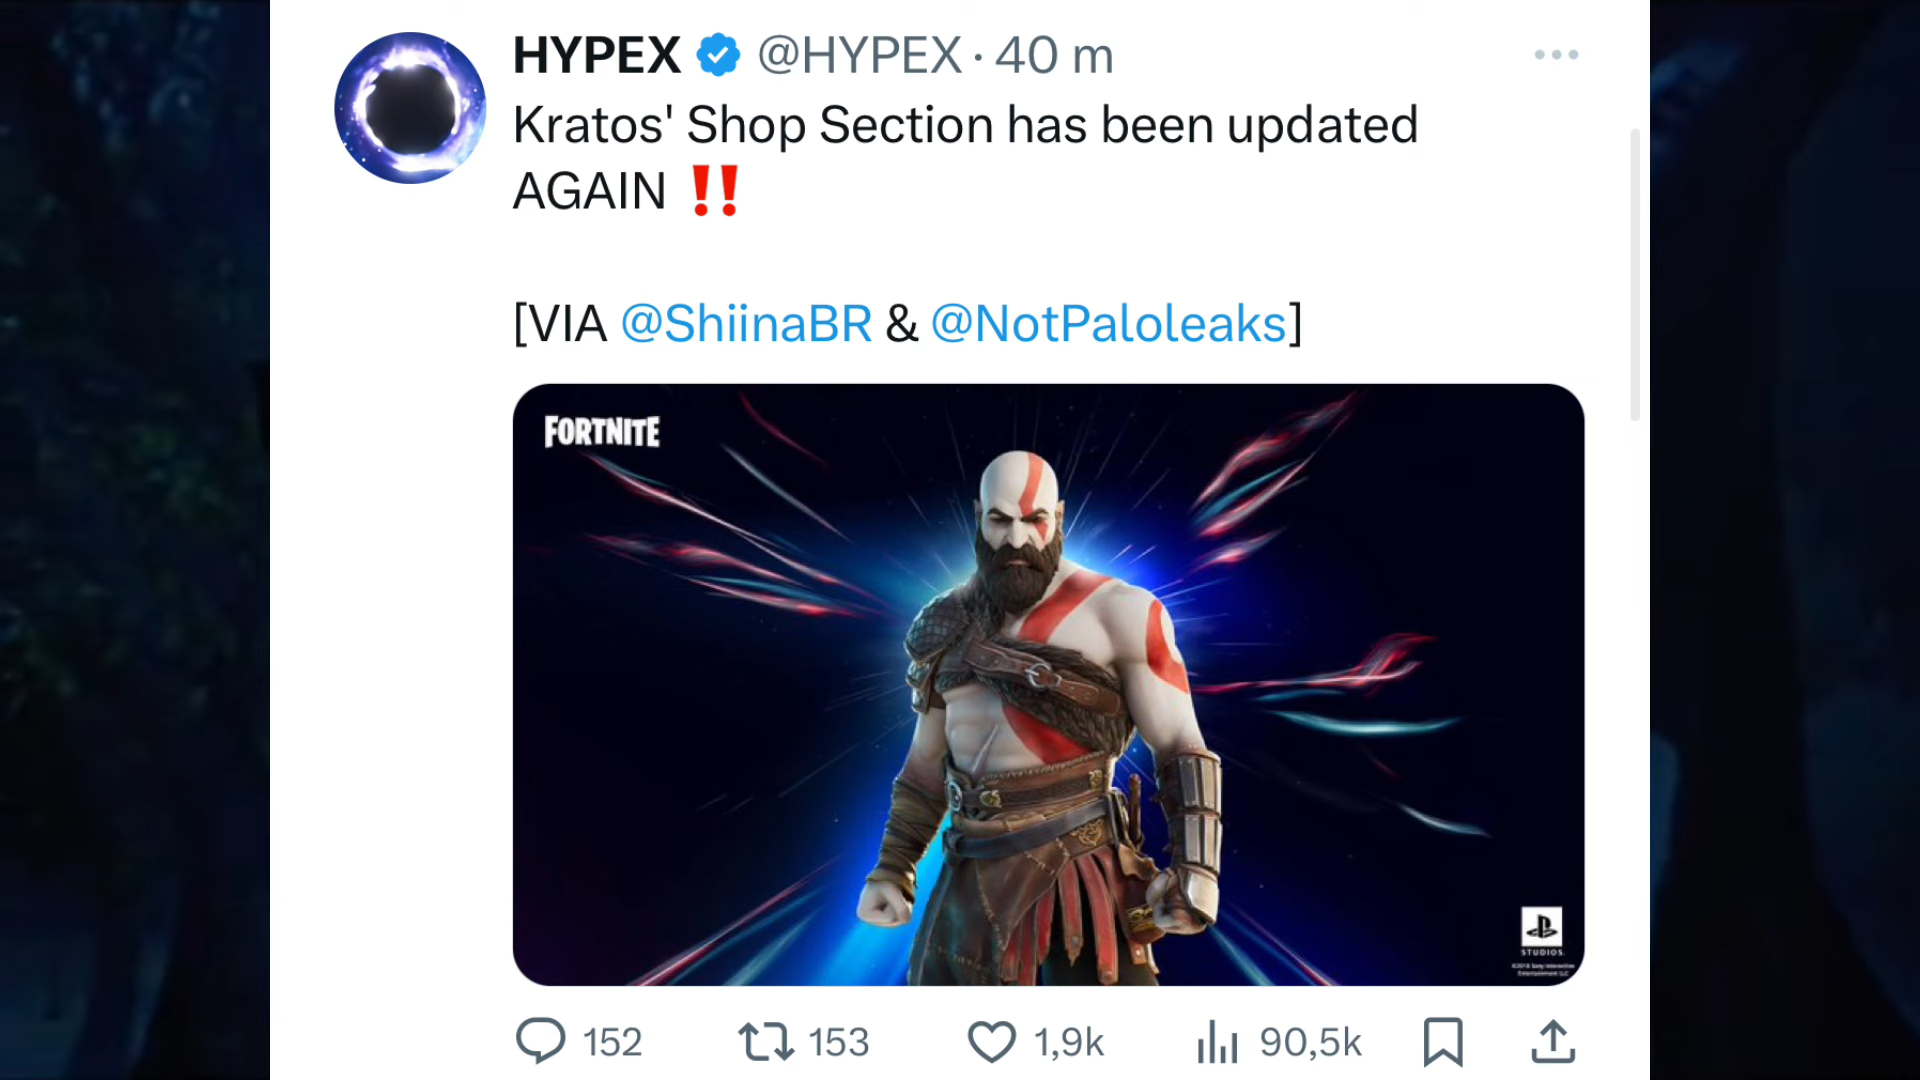 HYPEX @HYPEX · 40 m
Kratos' Shop Section has been updated
AGAIN ‼️
[VIA @ShiinaBR & @NotPaloleaks]
FORTNITE
STUDIOS
152 153 1,9k 90,5k